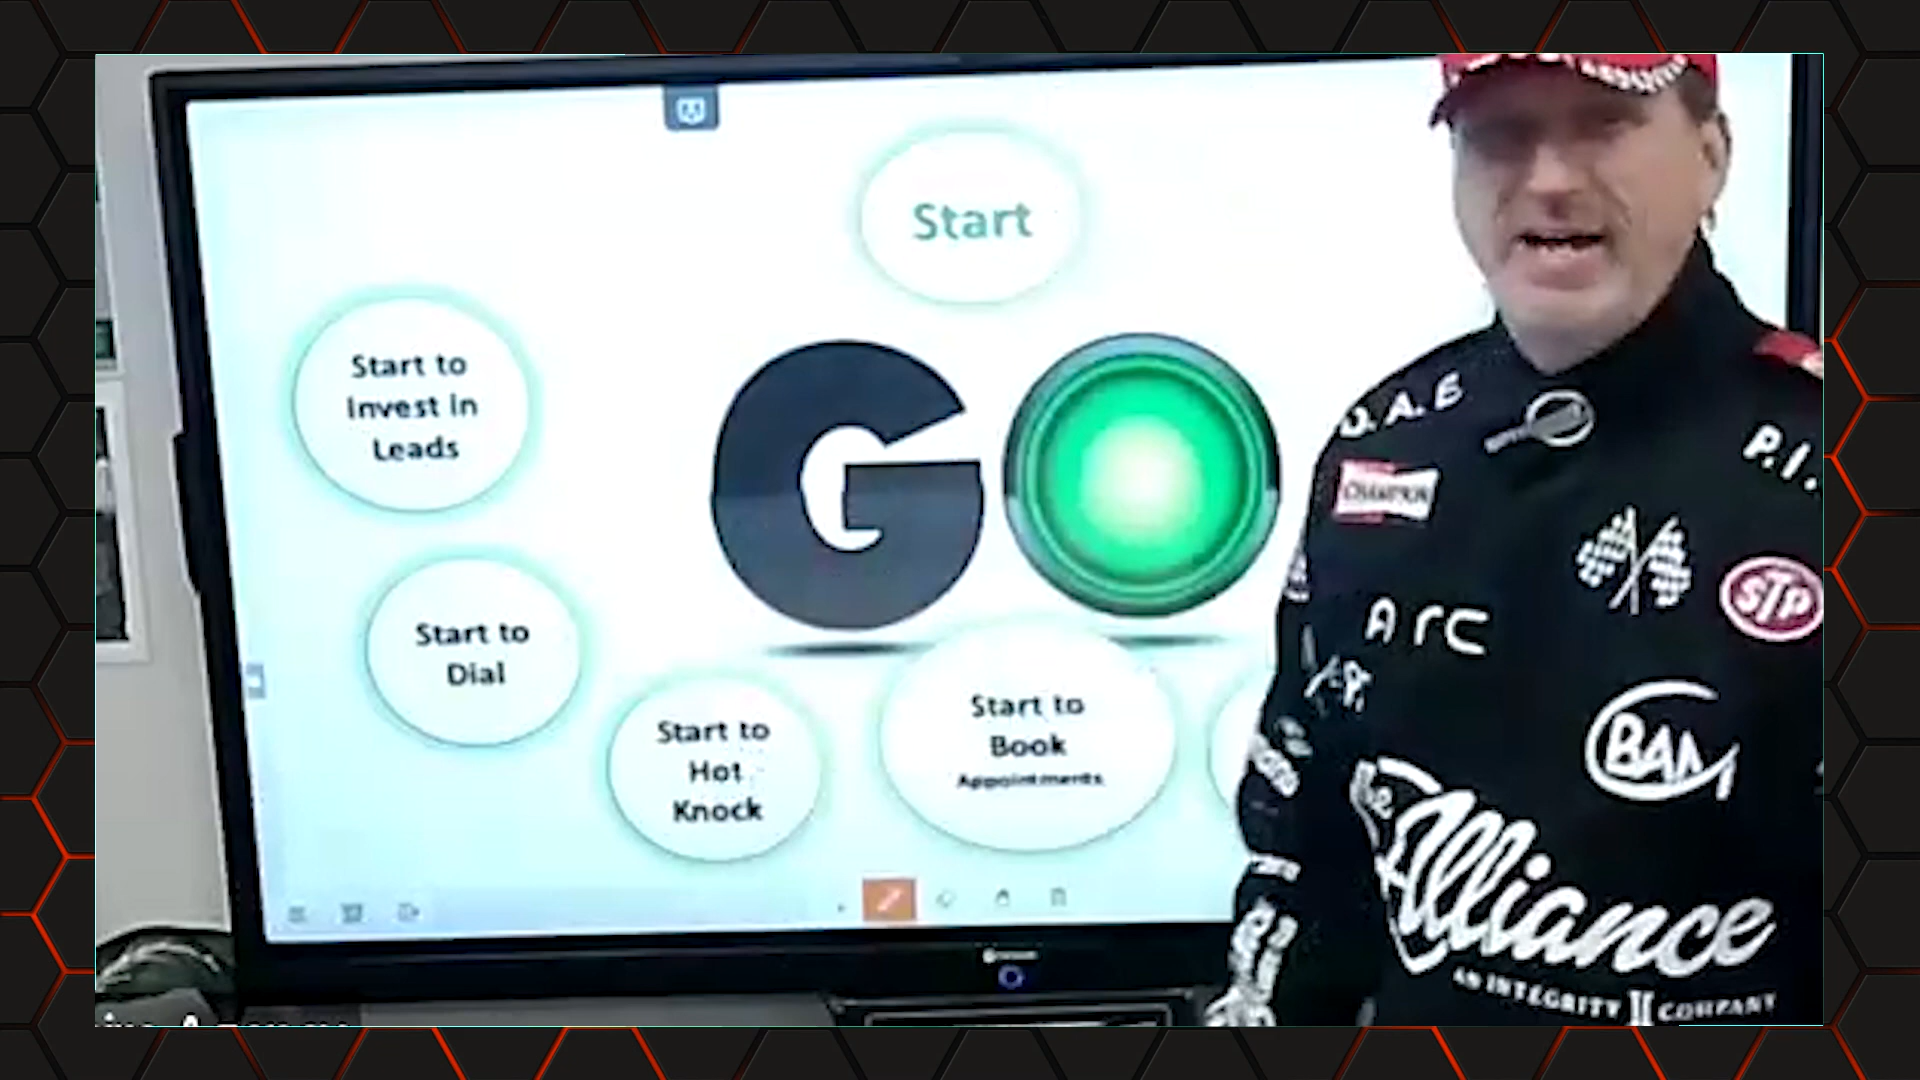 Start
Start to
Invest in
Leads
GO
Start to
Dial
Start to
Hot
Knock
Start to
Book
Appointments
P.I.
CHAMPION
STP
ARC
BAM
The
Alliance
AN INTEGRITY COMPANY